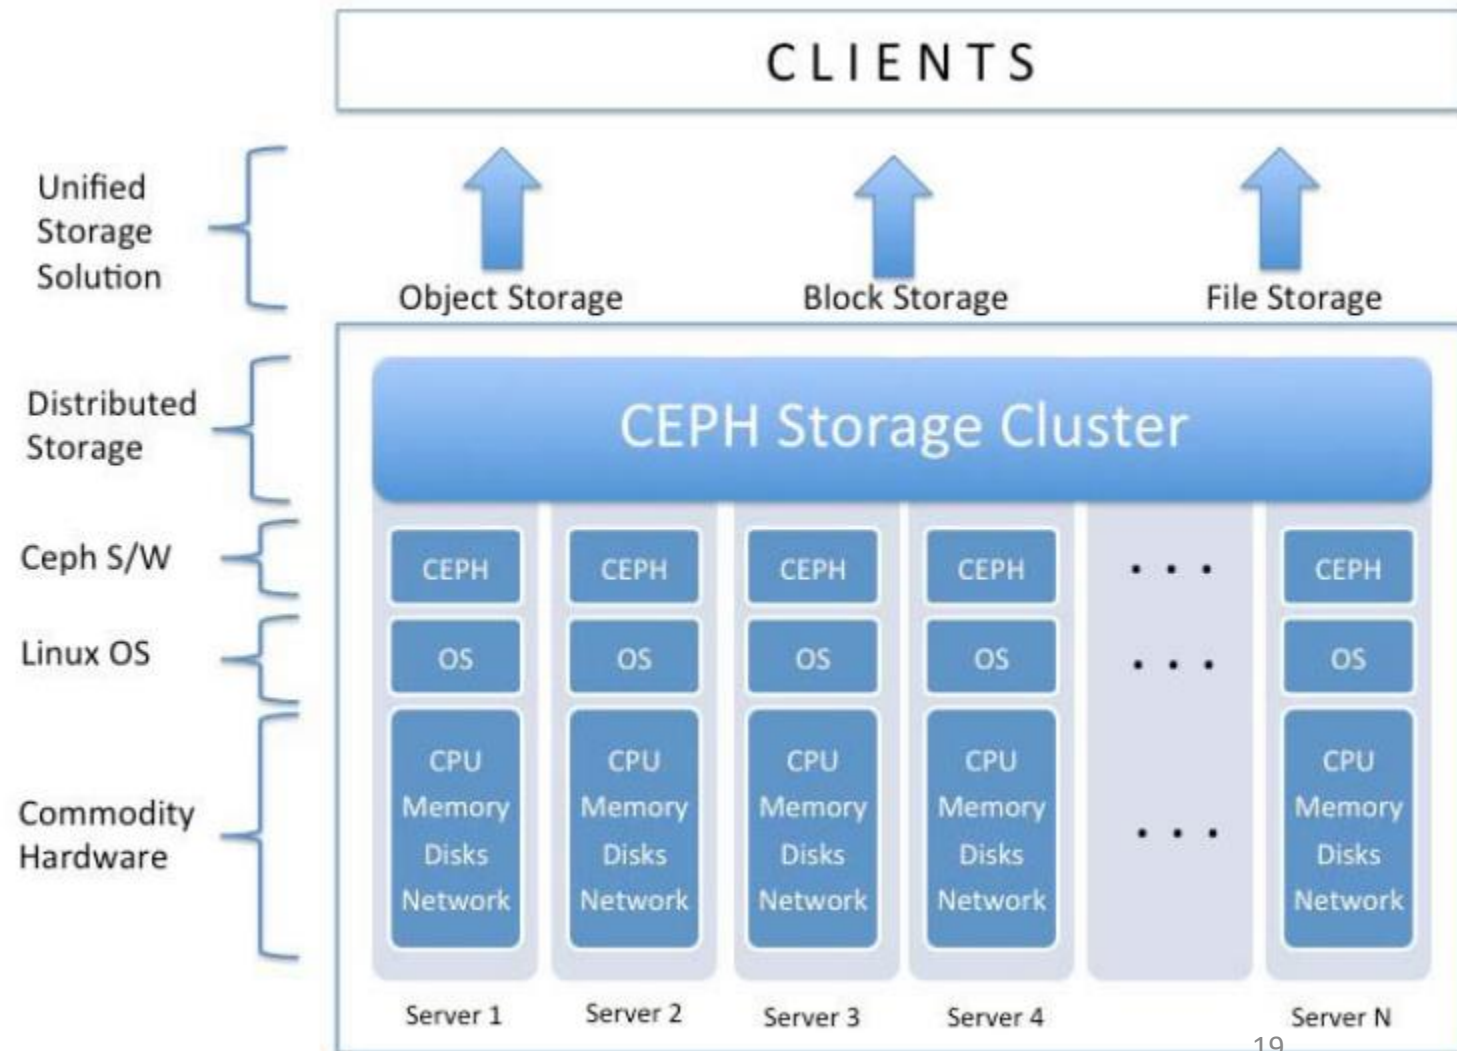 CLIENTS
Unified
Storage
Solution
Object Storage
Block Storage
File Storage
Distributed
Storage
CEPH Storage Cluster
Ceph S/W
CEPH
CEPH
CEPH
CEPH
. . .
CEPH
Linux OS
OS
OS
OS
OS
. . .
OS
Commodity
Hardware
CPU
Memory
Disks
Network
CPU
Memory
Disks
Network
CPU
Memory
Disks
Network
CPU
Memory
Disks
Network
. . .
CPU
Memory
Disks
Network
Server 1
Server 2
Server 3
Server 4
Server N
19